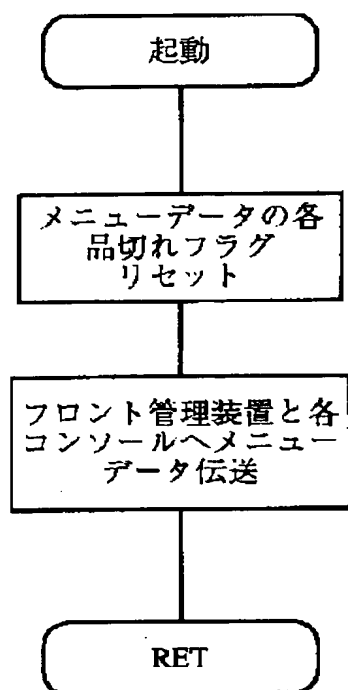 起動
メニューデータの各
品切れフラグ
リセット
フロント管理装置と各
コンソールへメニュー
データ伝送
RET